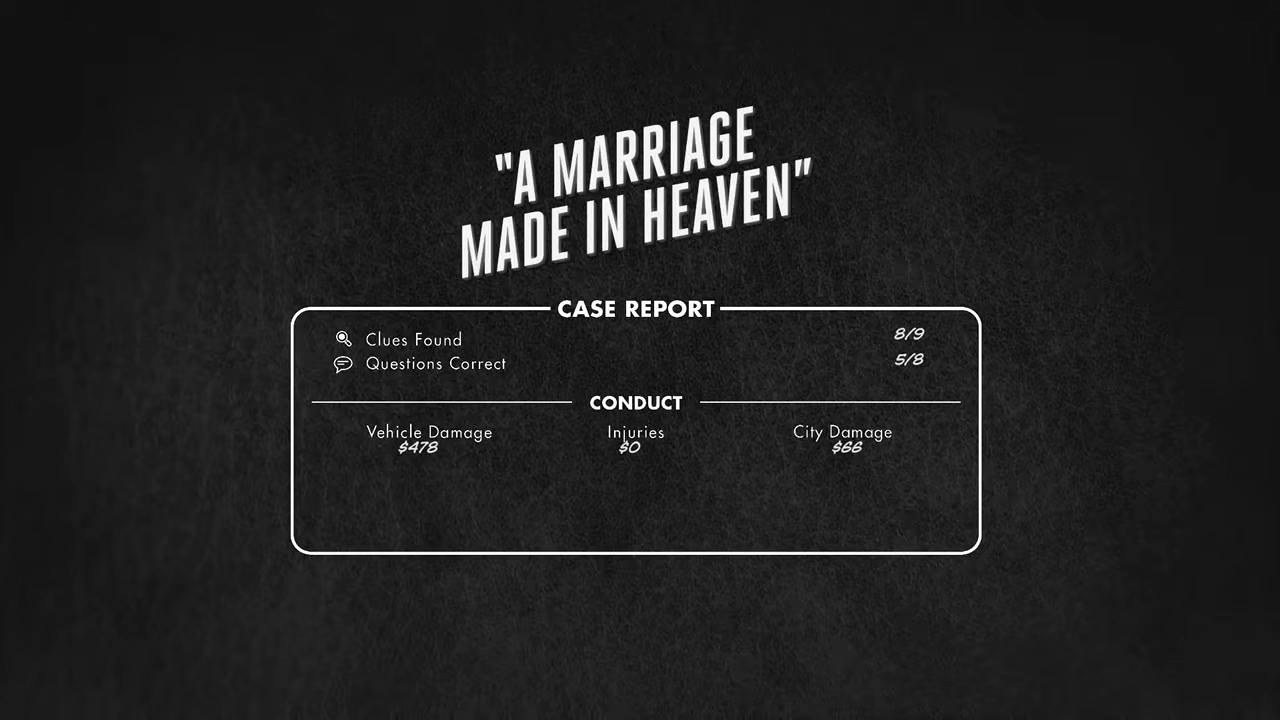 "A MARRIAGE
MADE IN HEAVEN"
CASE REPORT
Clues Found 8/9
Questions Correct 5/8
CONDUCT
Vehicle Damage Injuries City Damage
$478 $0 $66